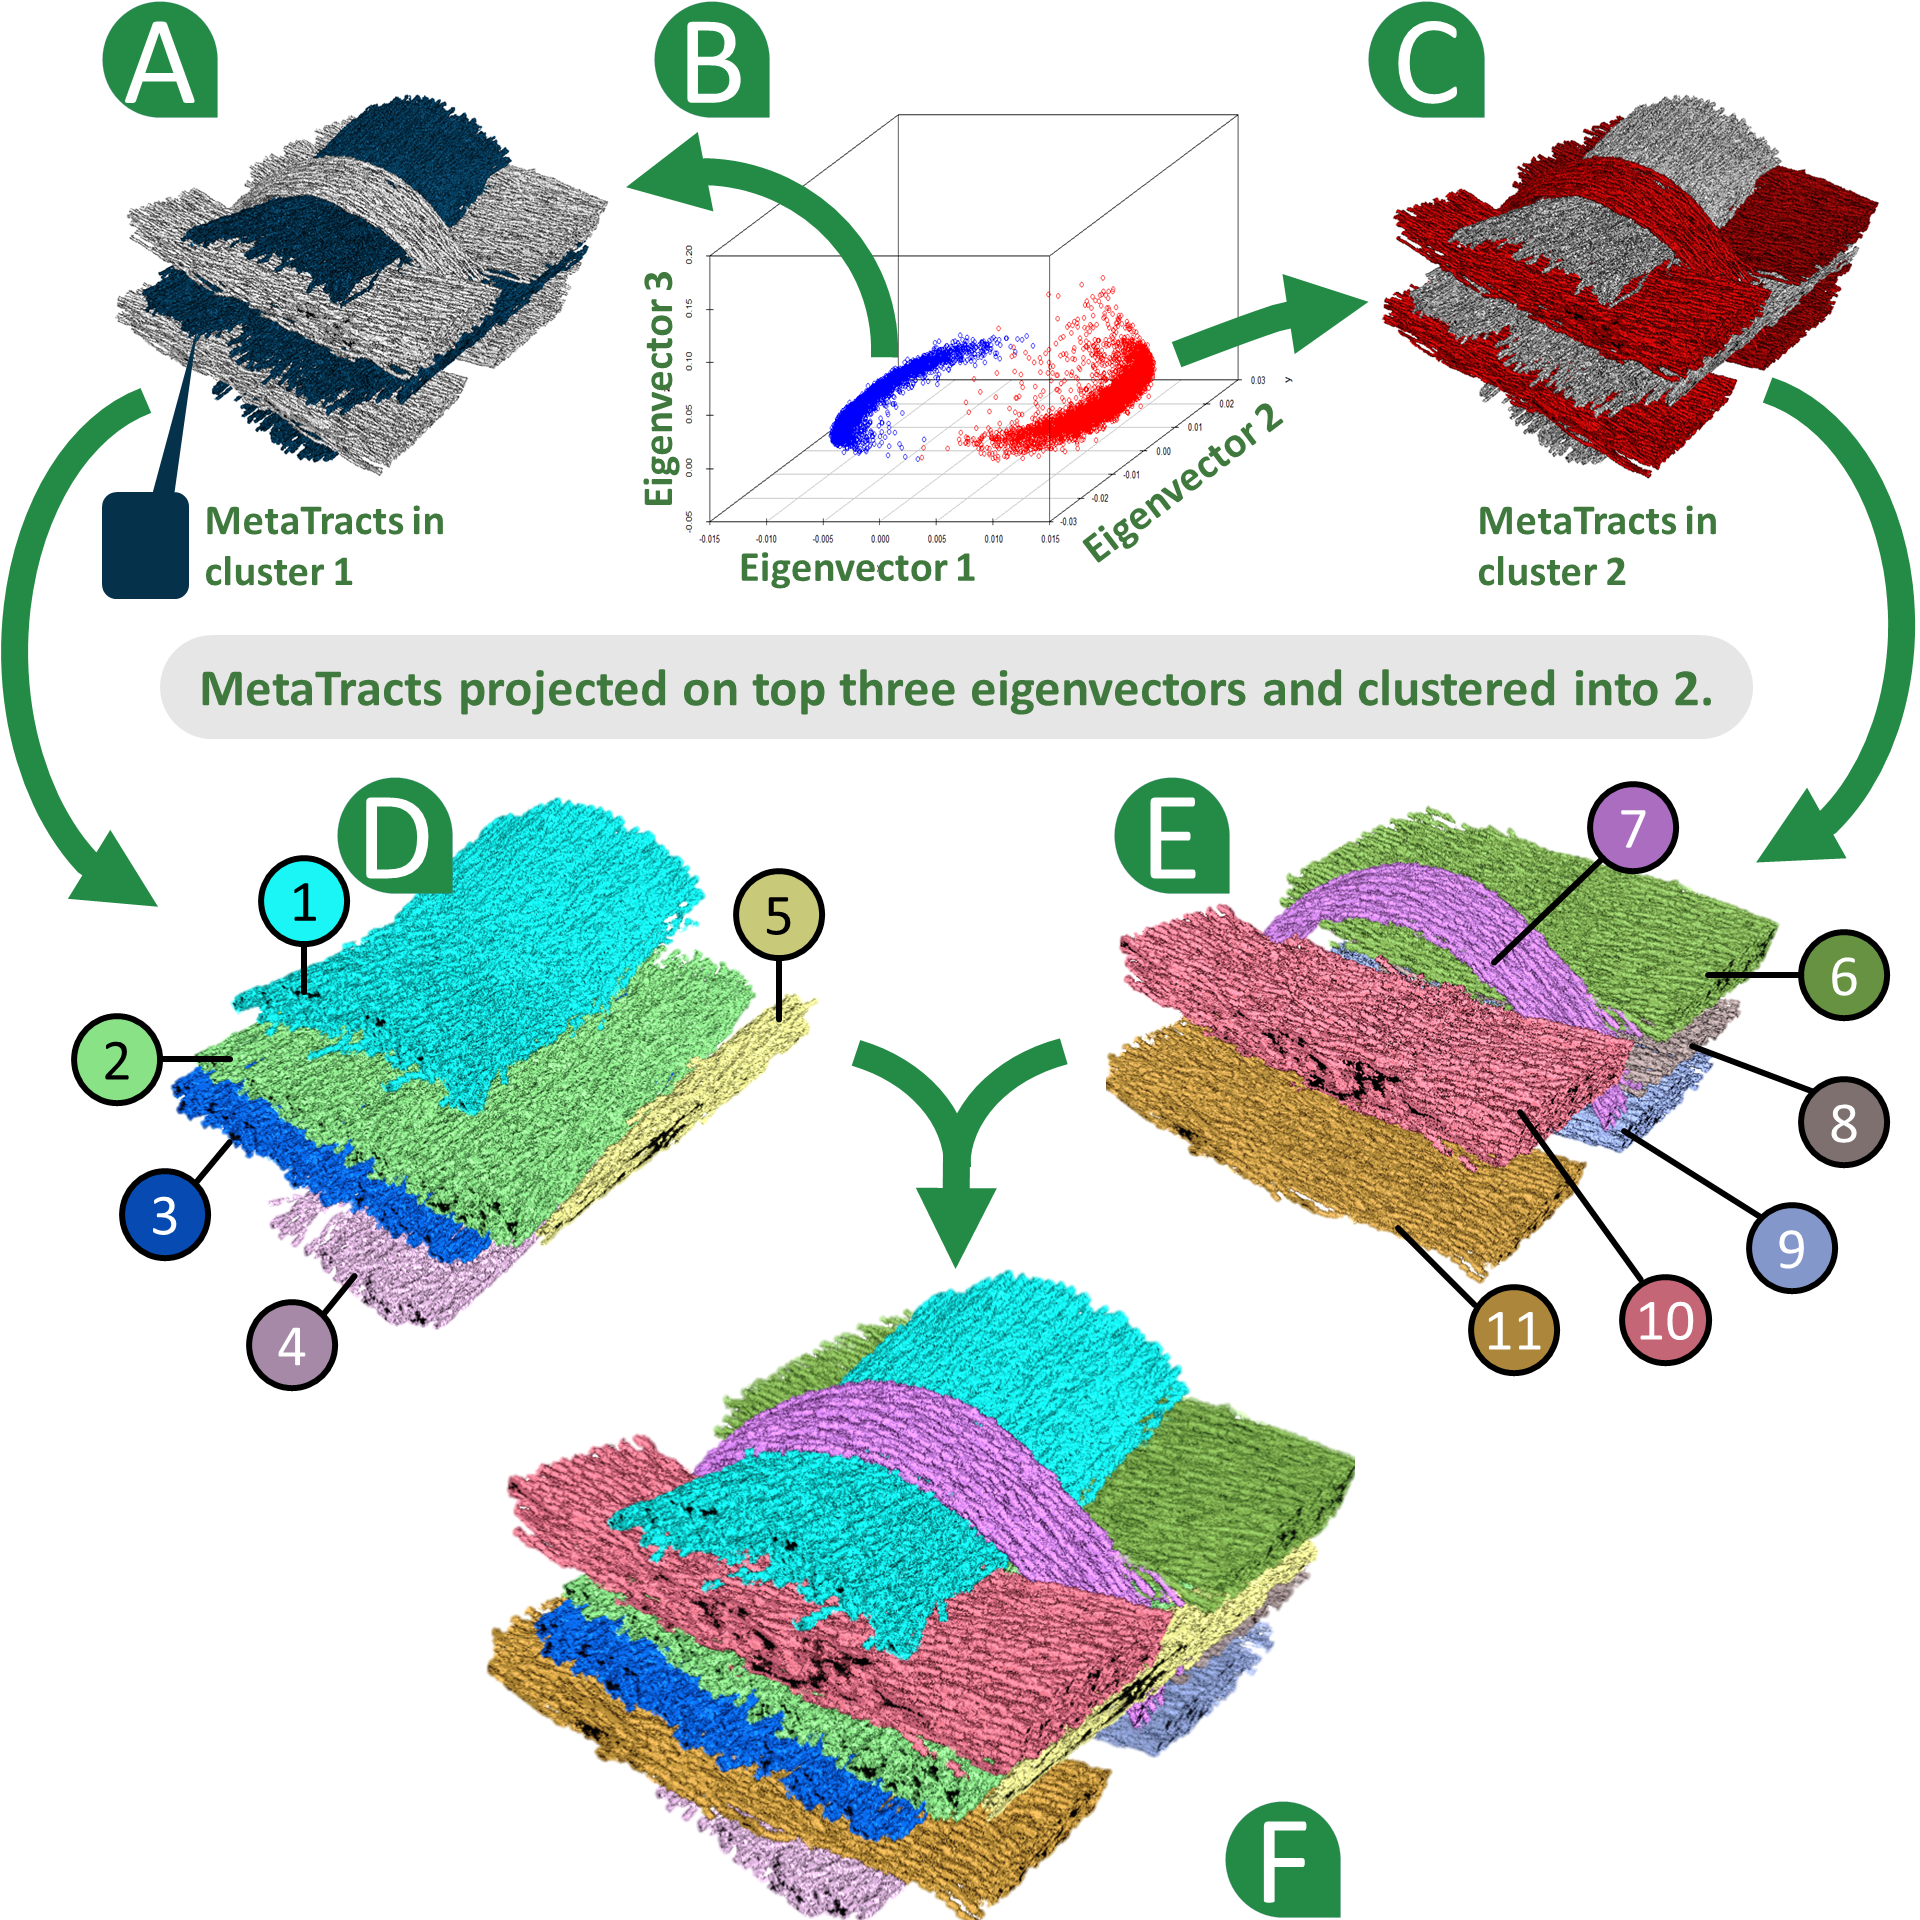 A
B
C
Eigenvector 3
-0.05
0.00
0.05
0.10
0.15
0.20
-0.015
-0.010
-0.005
0.000
0.005
0.010
0.015
-0.03
-0.02
-0.01
0.00
0.01
0.02
0.03
y
Eigenvector 1
Eigenvector 2
MetaTracts in
cluster 1
MetaTracts in
cluster 2
MetaTracts projected on top three eigenvectors and clustered into 2.
D
E
1
2
3
4
5
6
7
8
9
10
11
F